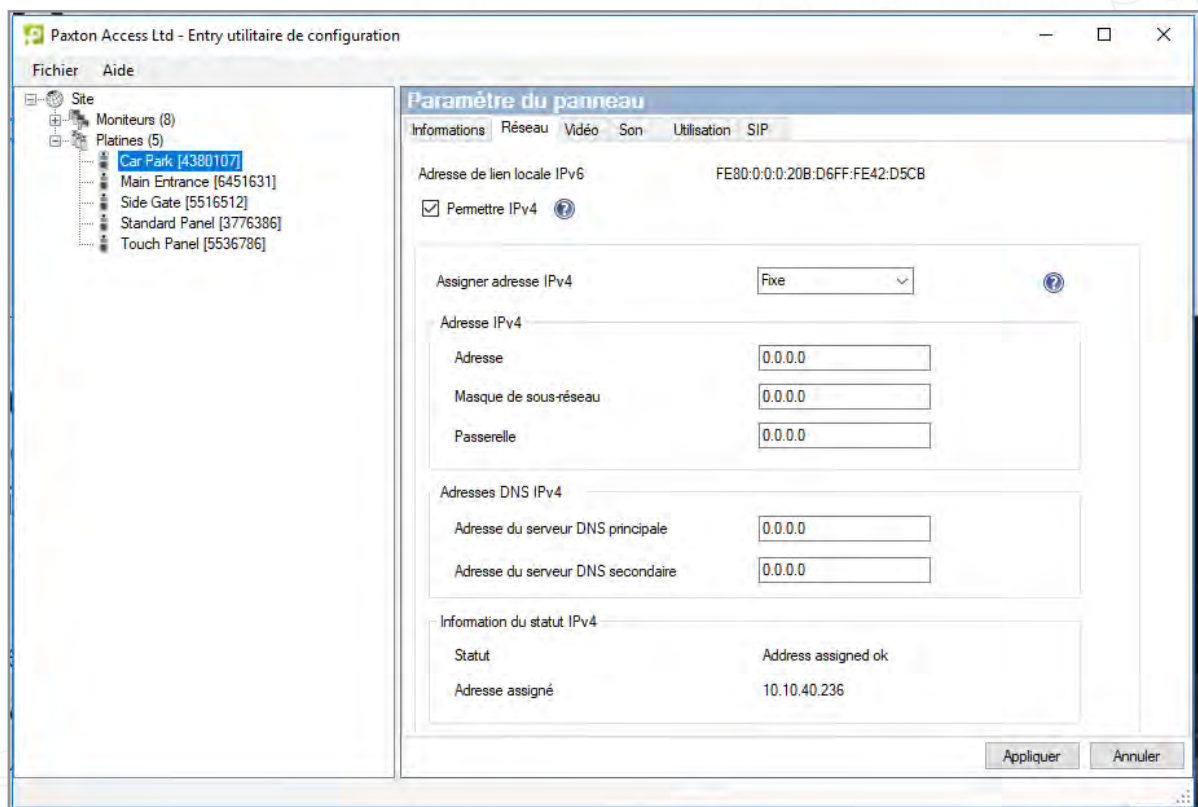 Paxton Access Ltd - Entry utilitaire de configuration
Fichier Aide
Site
Moniteurs (8)
Platines (5)
Car Park [4380107]
Main Entrance [6451631]
Side Gate [5516512]
Standard Panel [3776386]
Touch Panel [5536786]
Paramètre du panneau
Informations Réseau Vidéo Son Utilisation SIP
Adresse de lien locale IPv6 FE80:0:0:0:20B:D6FF:FE42:D5CB
Permettre IPv4 ?
Assigner adresse IPv4 Fixe ?
Adresse IPv4
Adresse 0.0.0.0
Masque de sous-réseau 0.0.0.0
Passerelle 0.0.0.0
Adresses DNS IPv4
Adresse du serveur DNS principale 0.0.0.0
Adresse du serveur DNS secondaire 0.0.0.0
Information du statut IPv4
Statut Address assigned ok
Adresse assigné 10.10.40.236
Appliquer Annuler